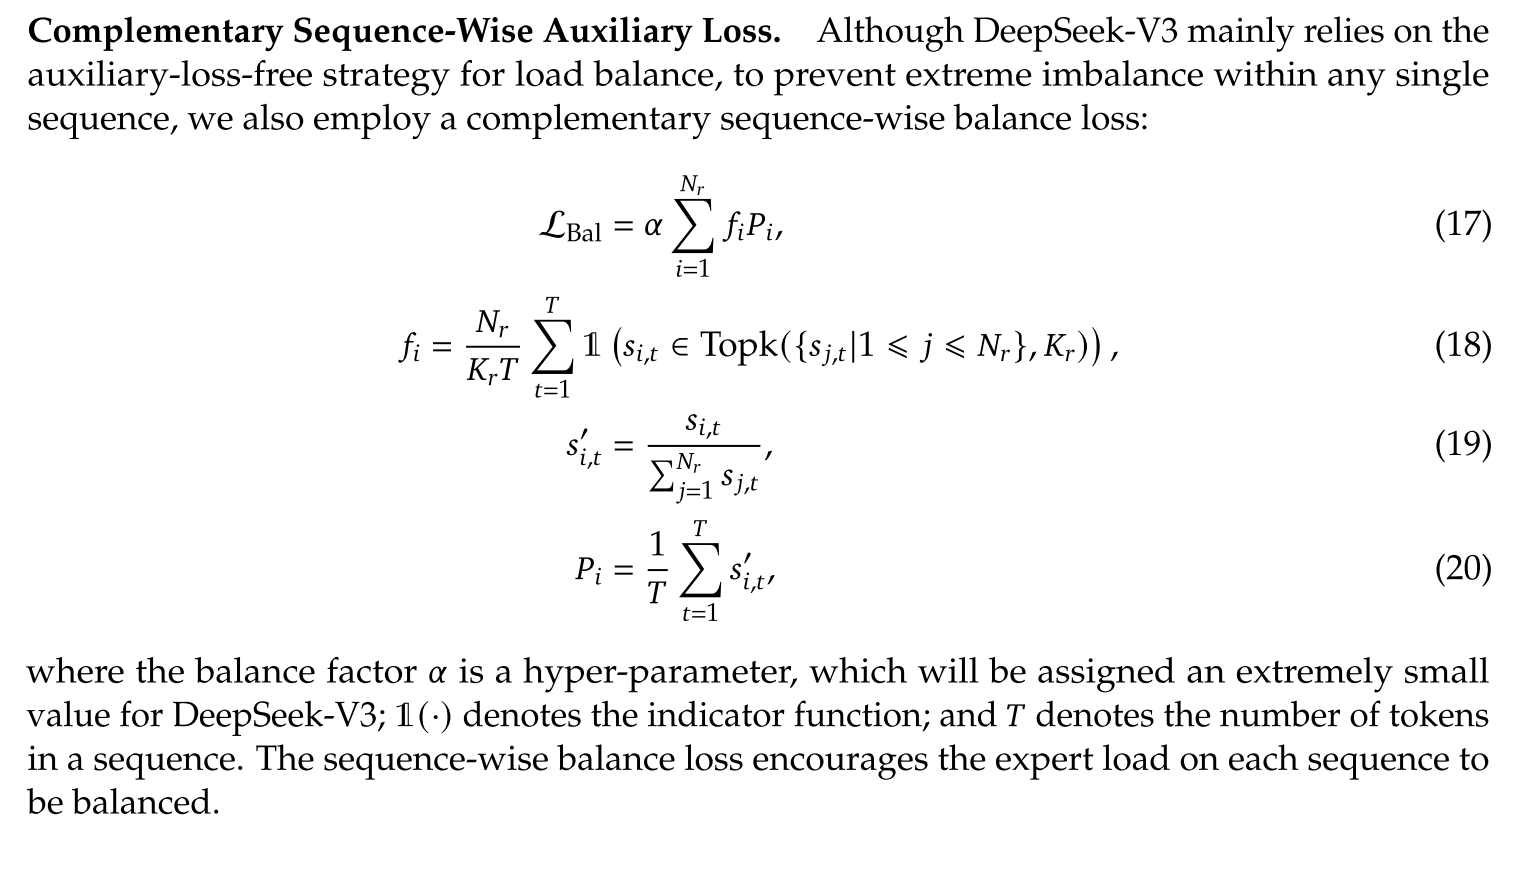 Complementary Sequence-Wise Auxiliary Loss. Although DeepSeek-V3 mainly relies on the
auxiliary-loss-free strategy for load balance, to prevent extreme imbalance within any single
sequence, we also employ a complementary sequence-wise balance loss:
$$\mathcal{L}_{\mathrm{Bal}} = \alpha \sum_{i=1}^{N_r} f_i P_i, \quad (17)$$
$$f_i = \frac{N_r}{K_r T} \sum_{t=1}^{T} \mathbb{1} \left( s_{i,t} \in \mathrm{Topk}(\{s_{j,t} | 1 \leqslant j \leqslant N_r\}, K_r) \right), \quad (18)$$
$$s'_{i,t} = \frac{s_{i,t}}{\sum_{j=1}^{N_r} s_{j,t}}, \quad (19)$$
$$P_i = \frac{1}{T} \sum_{t=1}^{T} s'_{i,t}, \quad (20)$$
where the balance factor α is a hyper-parameter, which will be assigned an extremely small
value for DeepSeek-V3; 𝟙(·) denotes the indicator function; and T denotes the number of tokens
in a sequence. The sequence-wise balance loss encourages the expert load on each sequence to
be balanced.